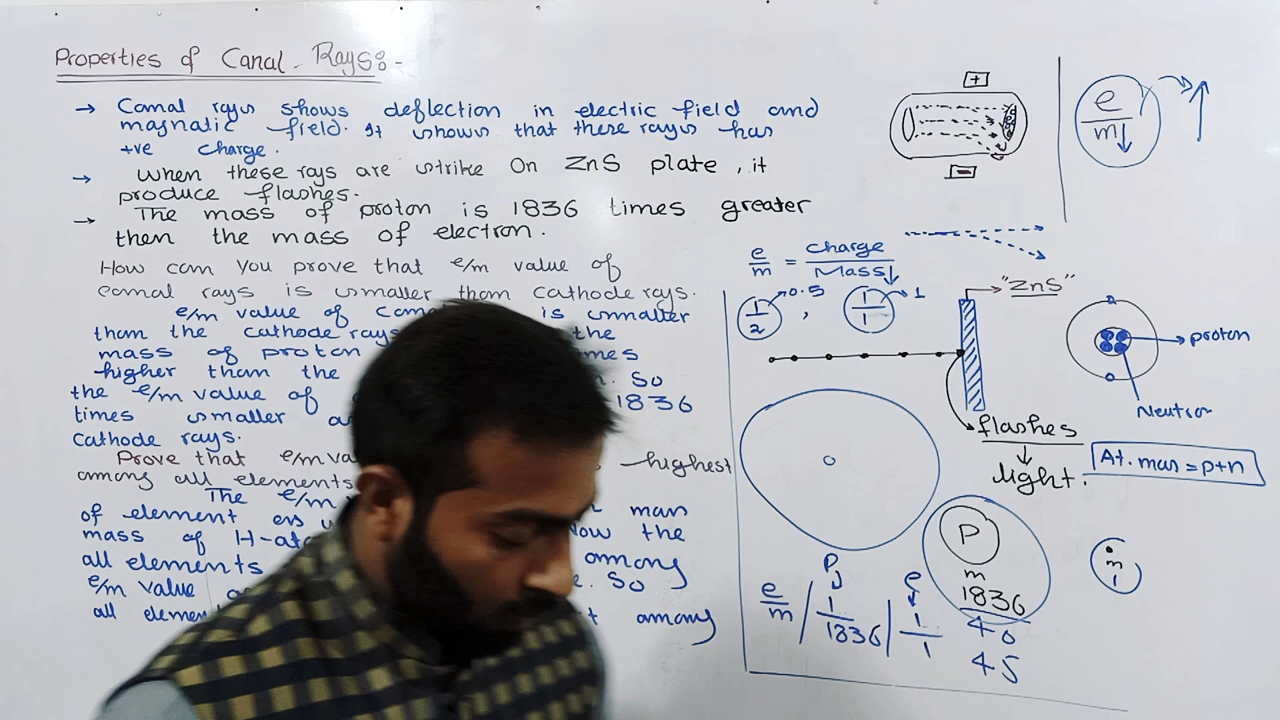 Properties of Canal - Rays:-
→ Canal rays shows deflection in electric field and
magnatic field. It shows that these rays has
+ve charge.
→ When these rays are strike On ZnS plate, it
produce flashes.
→ The mass of proton is 1836 times greater
then the mass of electron.
How can You prove that e/m value of
canal rays is smaller than cathode rays.
e/m value of is smaller
than the cathode rays the
mass of proton
higher than the So
the e/m value of 1836
times smaller
cathode rays.
Prove that e/m highest
among all elements
The e/m
of element mass
mass of the
all elements among
e/m value So
all among
+
-
e/m ↓ ↑
e/m = Charge/Mass↓
1/2 → 0.5 , 1/1 → 1
"ZnS"
proton
Neutron
flashes
↓
light.
At. mas = p+n
P
m
1836
40
45
m
1
P e
e/m / 1/1836 | 1/1